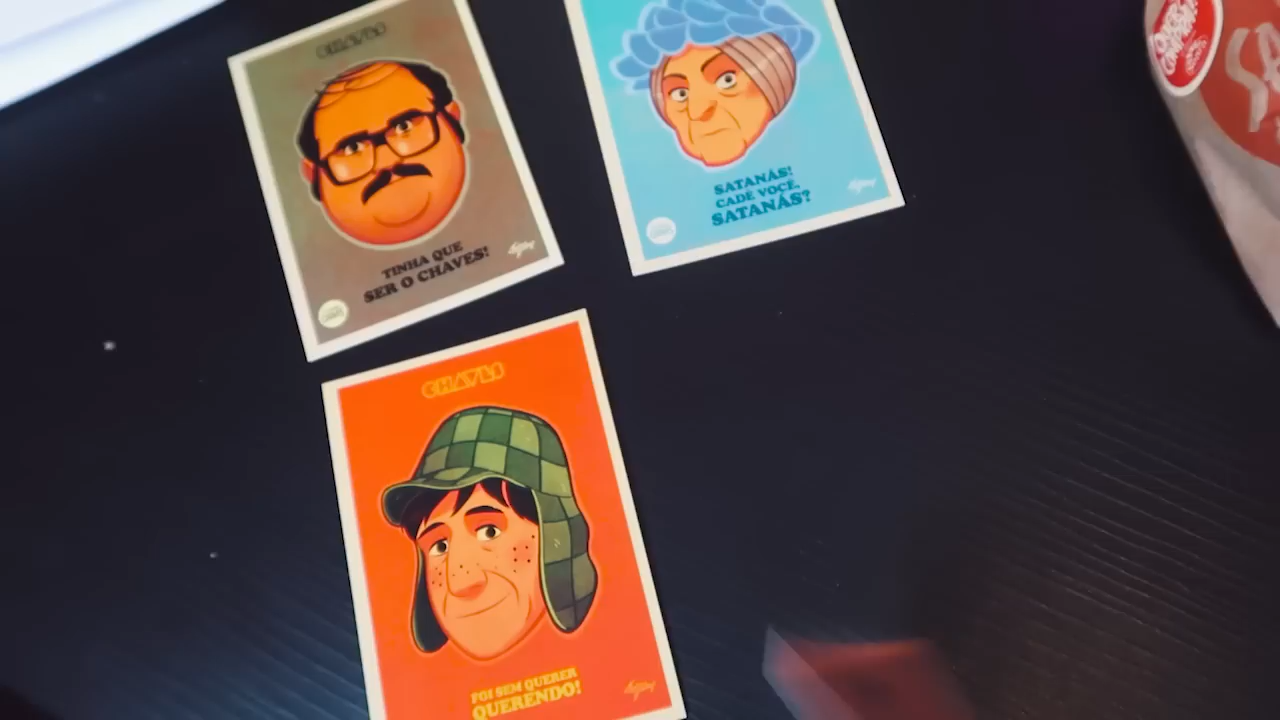 CHAVES
TINHA QUE
SER O CHAVES!
SATANÁS!
CADÊ VOCÊ,
SATANÁS?
CHAVES
FOI SEM QUERER
QUERENDO!